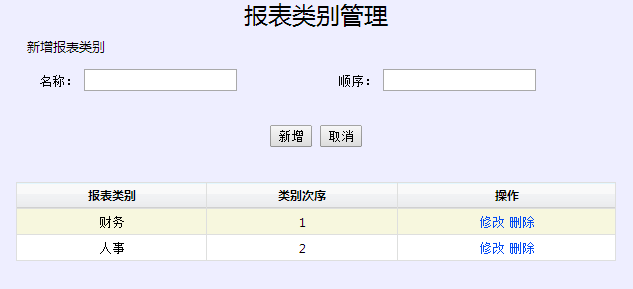 报表类别管理
新增报表类别
名称： 顺序：
新增 取消
报表类别 类别次序 操作
财务 1 修改 删除
人事 2 修改 删除